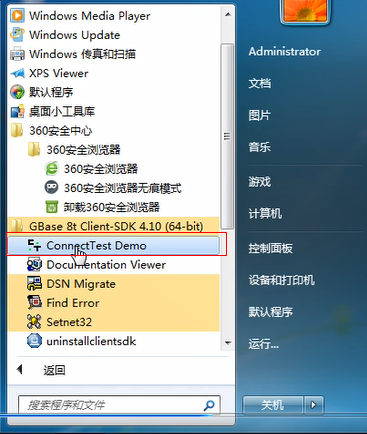 Windows Media Player
Windows Update
Windows 传真和扫描
XPS Viewer
默认程序
桌面小工具库
360安全中心
360安全浏览器
360安全浏览器
360安全浏览器无痕模式
卸载360安全浏览器
GBase 8t Client-SDK 4.10 (64-bit)
ConnectTest Demo
Documentation Viewer
DSN Migrate
Find Error
Setnet32
uninstallclientsdk
返回
搜索程序和文件
Administrator
文档
图片
音乐
游戏
计算机
控制面板
设备和打印机
默认程序
运行...
关机